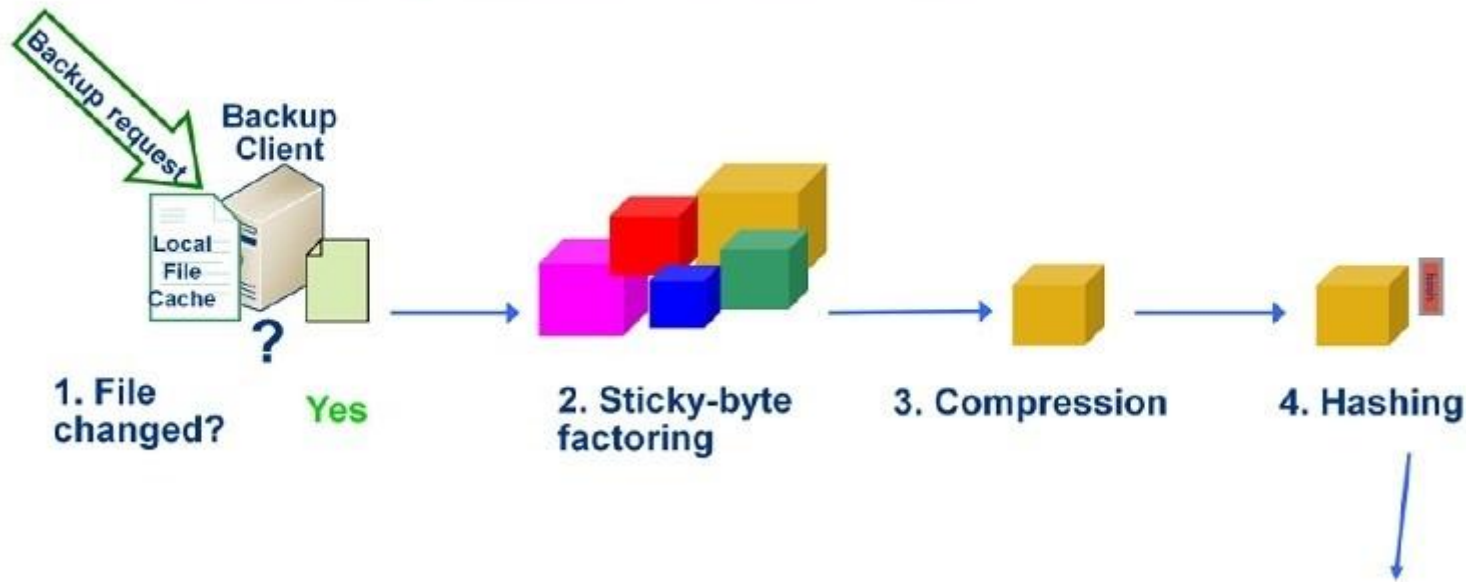 Backup request
Backup
Client
Local
File
Cache
?
1. File
changed?
Yes
2. Sticky-byte
factoring
3. Compression
4. Hashing